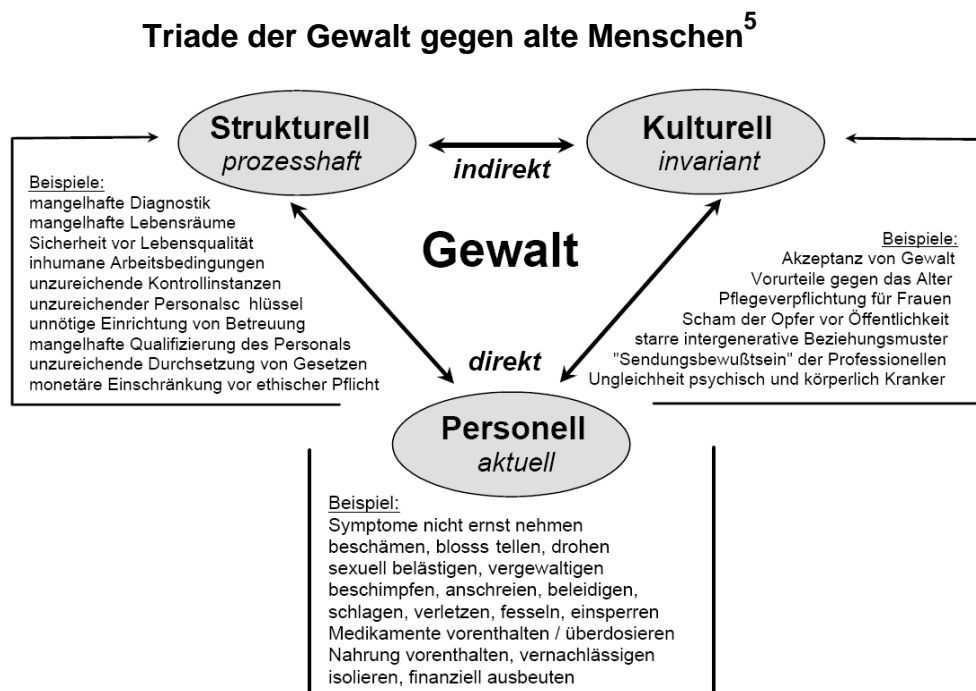 Triade der Gewalt gegen alte Menschen5
Strukturell
prozesshaft
Kulturell
invariant
indirekt
Gewalt
direkt
Beispiele:
mangelhafte Diagnostik
mangelhafte Lebensräume
Sicherheit vor Lebensqualität
inhumane Arbeitsbedingungen
unzureichende Kontrollinstanzen
unzureichender Personalsc hlüssel
unnötige Einrichtung von Betreuung
mangelhafte Qualifizierung des Personals
unzureichende Durchsetzung von Gesetzen
monetäre Einschränkung vor ethischer Pflicht
Beispiele:
Akzeptanz von Gewalt
Vorurteile gegen das Alter
Pflegeverpflichtung für Frauen
Scham der Opfer vor Öffentlichkeit
starre intergenerative Beziehungsmuster
"Sendungsbewußtsein" der Professionellen
Ungleichheit psychisch und körperlich Kranker
Personell
aktuell
Beispiel:
Symptome nicht ernst nehmen
beschämen, blosss tellen, drohen
sexuell belästigen, vergewaltigen
beschimpfen, anschreien, beleidigen,
schlagen, verletzen, fesseln, einsperren
Medikamente vorenthalten / überdosieren
Nahrung vorenthalten, vernachlässigen
isolieren, finanziell ausbeuten